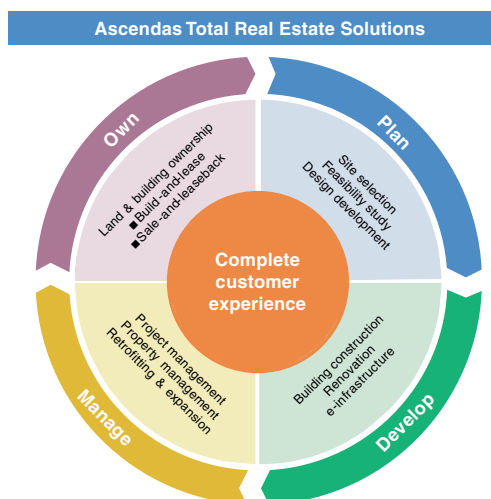 Ascendas Total Real Estate Solutions
Own
Land & building ownership
■Build-and-lease
■Sale-and-leaseback
Plan
Site selection
Feasibility study
Design development
Complete
customer
experience
Manage
Project management
Property management
Retrofitting & expansion
Develop
Building construction
Renovation
e-infrastructure